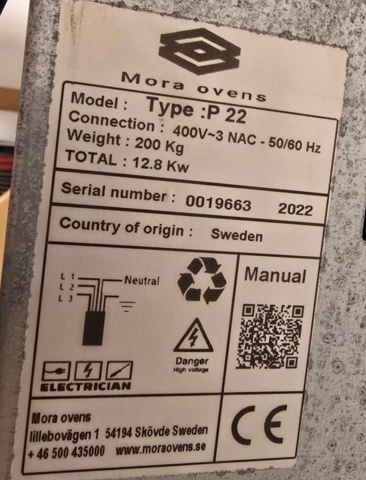 Mora ovens
Model : Type :P 22
Connection : 400V~3 NAC - 50/60 Hz
Weight : 200 Kg
TOTAL : 12.8 Kw
Serial number : 0019663 2022
Country of origin : Sweden
L 1
L 2
L 3
Neutral
ELECTRICIAN
Danger
High voltage
Manual
Mora ovens
lillebovägen 1 54194 Skövde Sweden
+ 46 500 435000 www.moraovens.se
CE